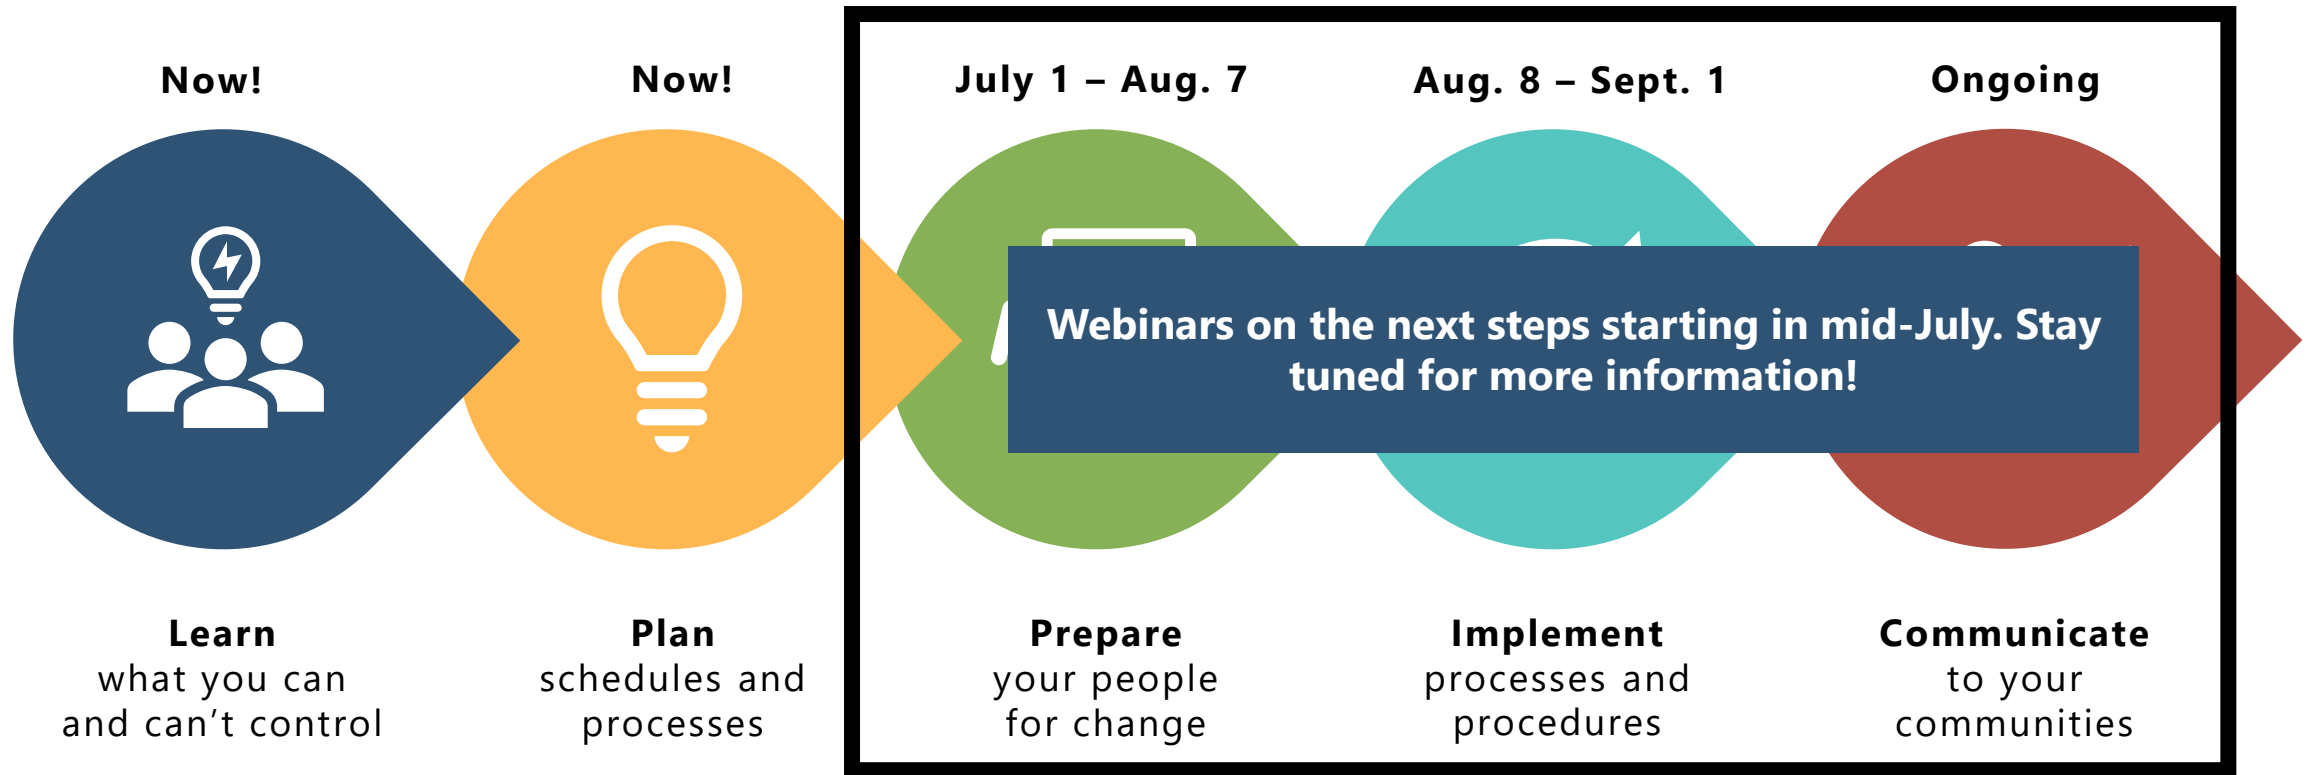 Now!
Now!
July 1 – Aug. 7
Aug. 8 – Sept. 1
Ongoing
Webinars on the next steps starting in mid-July. Stay
tuned for more information!
Learn
what you can
and can't control
Plan
schedules and
processes
Prepare
your people
for change
Implement
processes and
procedures
Communicate
to your
communities